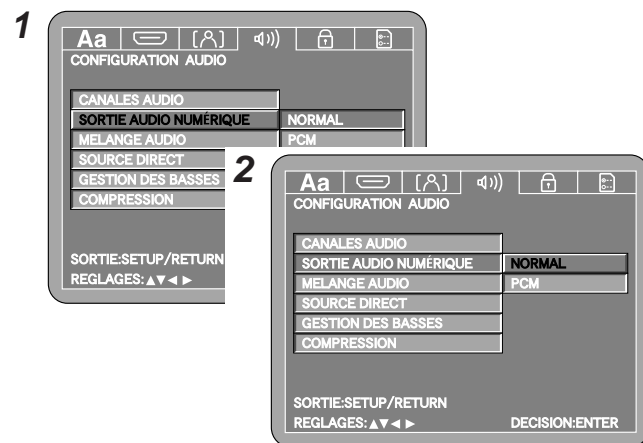 1
Aa
CONFIGURATION AUDIO
CANALES AUDIO
SORTIE AUDIO NUMÉRIQUE NORMAL
MELANGE AUDIO PCM
SOURCE DIRECT
GESTION DES BASSES
COMPRESSION
SORTIE:SETUP/RETURN
REGLAGES:▲▼◄ ►
2
Aa
CONFIGURATION AUDIO
CANALES AUDIO
SORTIE AUDIO NUMÉRIQUE NORMAL
MELANGE AUDIO PCM
SOURCE DIRECT
GESTION DES BASSES
COMPRESSION
SORTIE:SETUP/RETURN
REGLAGES:▲▼◄ ► DECISION:ENTER